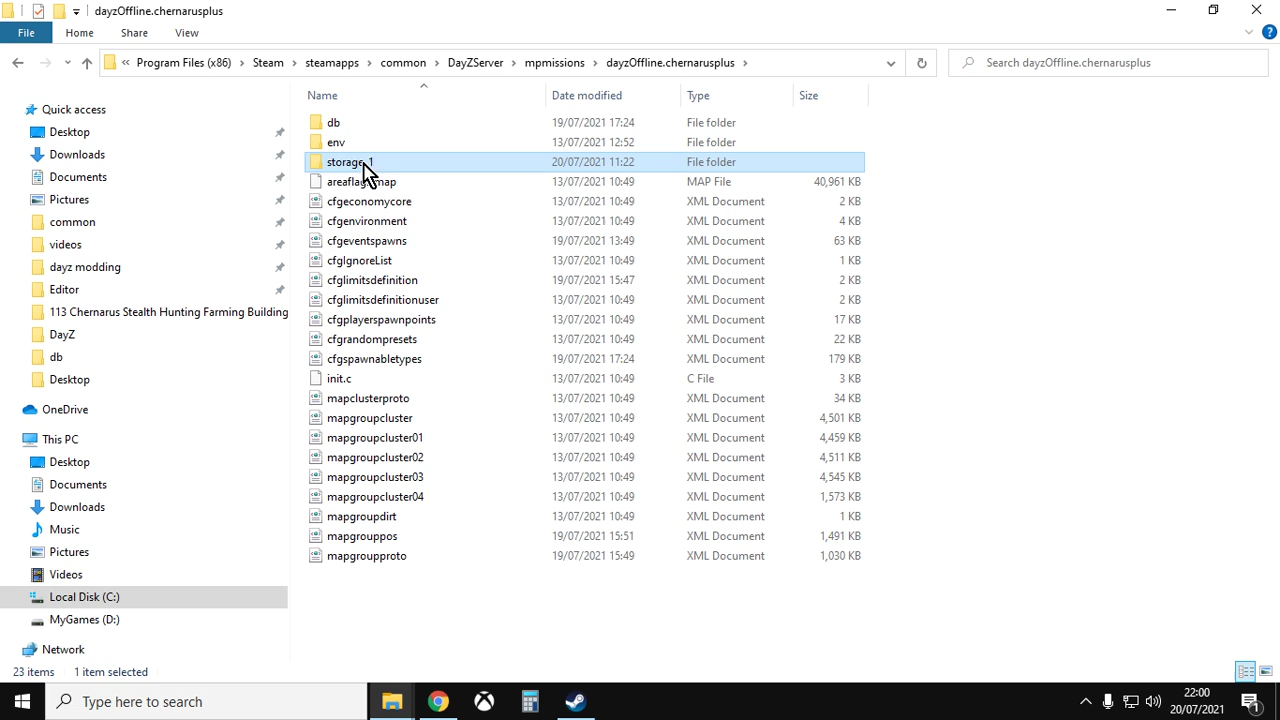 dayzOffline.chernarusplus
File
Home
Share
View
« Program Files (x86) › Steam › steamapps › common › DayZServer › mpmissions › dayzOffline.chernarusplus ›
Search dayzOffline.chernarusplus
Name Date modified Type Size
Quick access
Desktop
Downloads
Documents
Pictures
common
videos
dayz modding
Editor
113 Chernarus Stealth Hunting Farming Building
DayZ
db
Desktop
OneDrive
This PC
Desktop
Documents
Downloads
Music
Pictures
Videos
Local Disk (C:)
MyGames (D:)
Network
db 19/07/2021 17:24 File folder
env 13/07/2021 12:52 File folder
storage_1 20/07/2021 11:22 File folder
13/07/2021 10:49 MAP File 40,961 KB
cfgeconomycore 13/07/2021 10:49 XML Document 2 KB
cfgenvironment 13/07/2021 10:49 XML Document 4 KB
cfgeventspawns 19/07/2021 13:49 XML Document 63 KB
cfgIgnoreList 13/07/2021 10:49 XML Document 1 KB
cfglimitsdefinition 19/07/2021 15:47 XML Document 2 KB
cfglimitsdefinitionuser 13/07/2021 10:49 XML Document 2 KB
cfgplayerspawnpoints 13/07/2021 10:49 XML Document 17 KB
cfgrandompresets 13/07/2021 10:49 XML Document 22 KB
cfgspawnabletypes 19/07/2021 17:24 XML Document 179 KB
init.c 13/07/2021 10:49 C File 3 KB
mapclusterproto 13/07/2021 10:49 XML Document 34 KB
mapgroupcluster 13/07/2021 10:49 XML Document 4,501 KB
mapgroupcluster01 13/07/2021 10:49 XML Document 4,459 KB
mapgroupcluster02 13/07/2021 10:49 XML Document 4,511 KB
mapgroupcluster03 13/07/2021 10:49 XML Document 4,545 KB
mapgroupcluster04 13/07/2021 10:49 XML Document 1,573 KB
mapgroupdirt 13/07/2021 10:49 XML Document 1 KB
mapgrouppos 19/07/2021 15:51 XML Document 1,491 KB
mapgroupproto 19/07/2021 15:49 XML Document 1,030 KB
23 items 1 item selected
Type here to search
22:00
20/07/2021
1